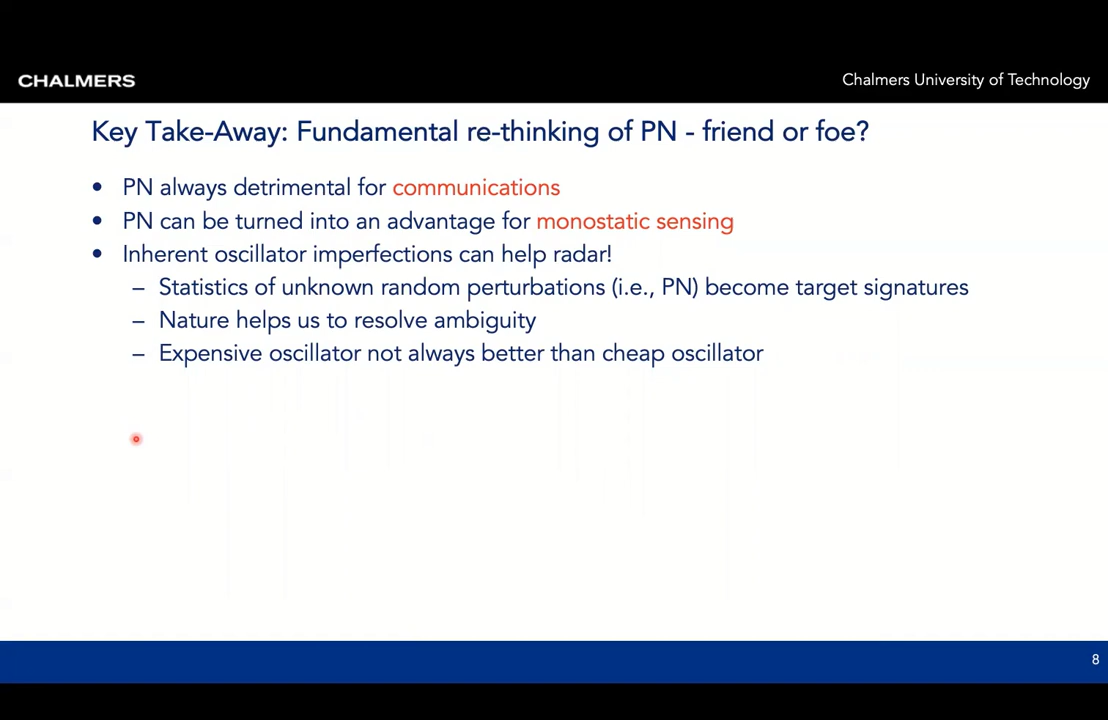 CHALMERS
Chalmers University of Technology
Key Take-Away: Fundamental re-thinking of PN - friend or foe?
• PN always detrimental for communications
• PN can be turned into an advantage for monostatic sensing
• Inherent oscillator imperfections can help radar!
– Statistics of unknown random perturbations (i.e., PN) become target signatures
– Nature helps us to resolve ambiguity
– Expensive oscillator not always better than cheap oscillator
8